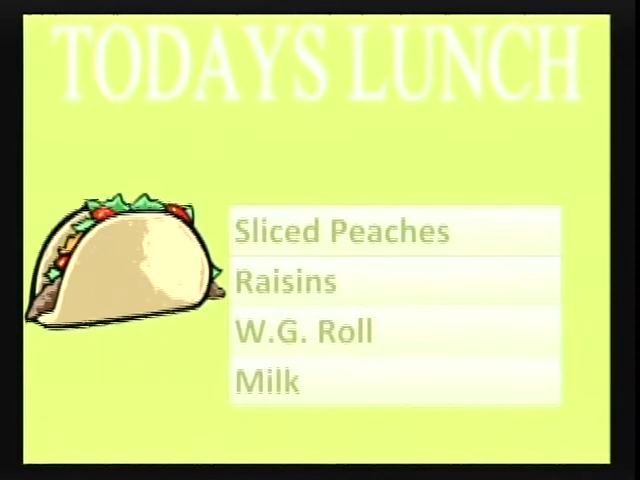 TODAYS LUNCH
Sliced Peaches
Raisins
W.G. Roll
Milk